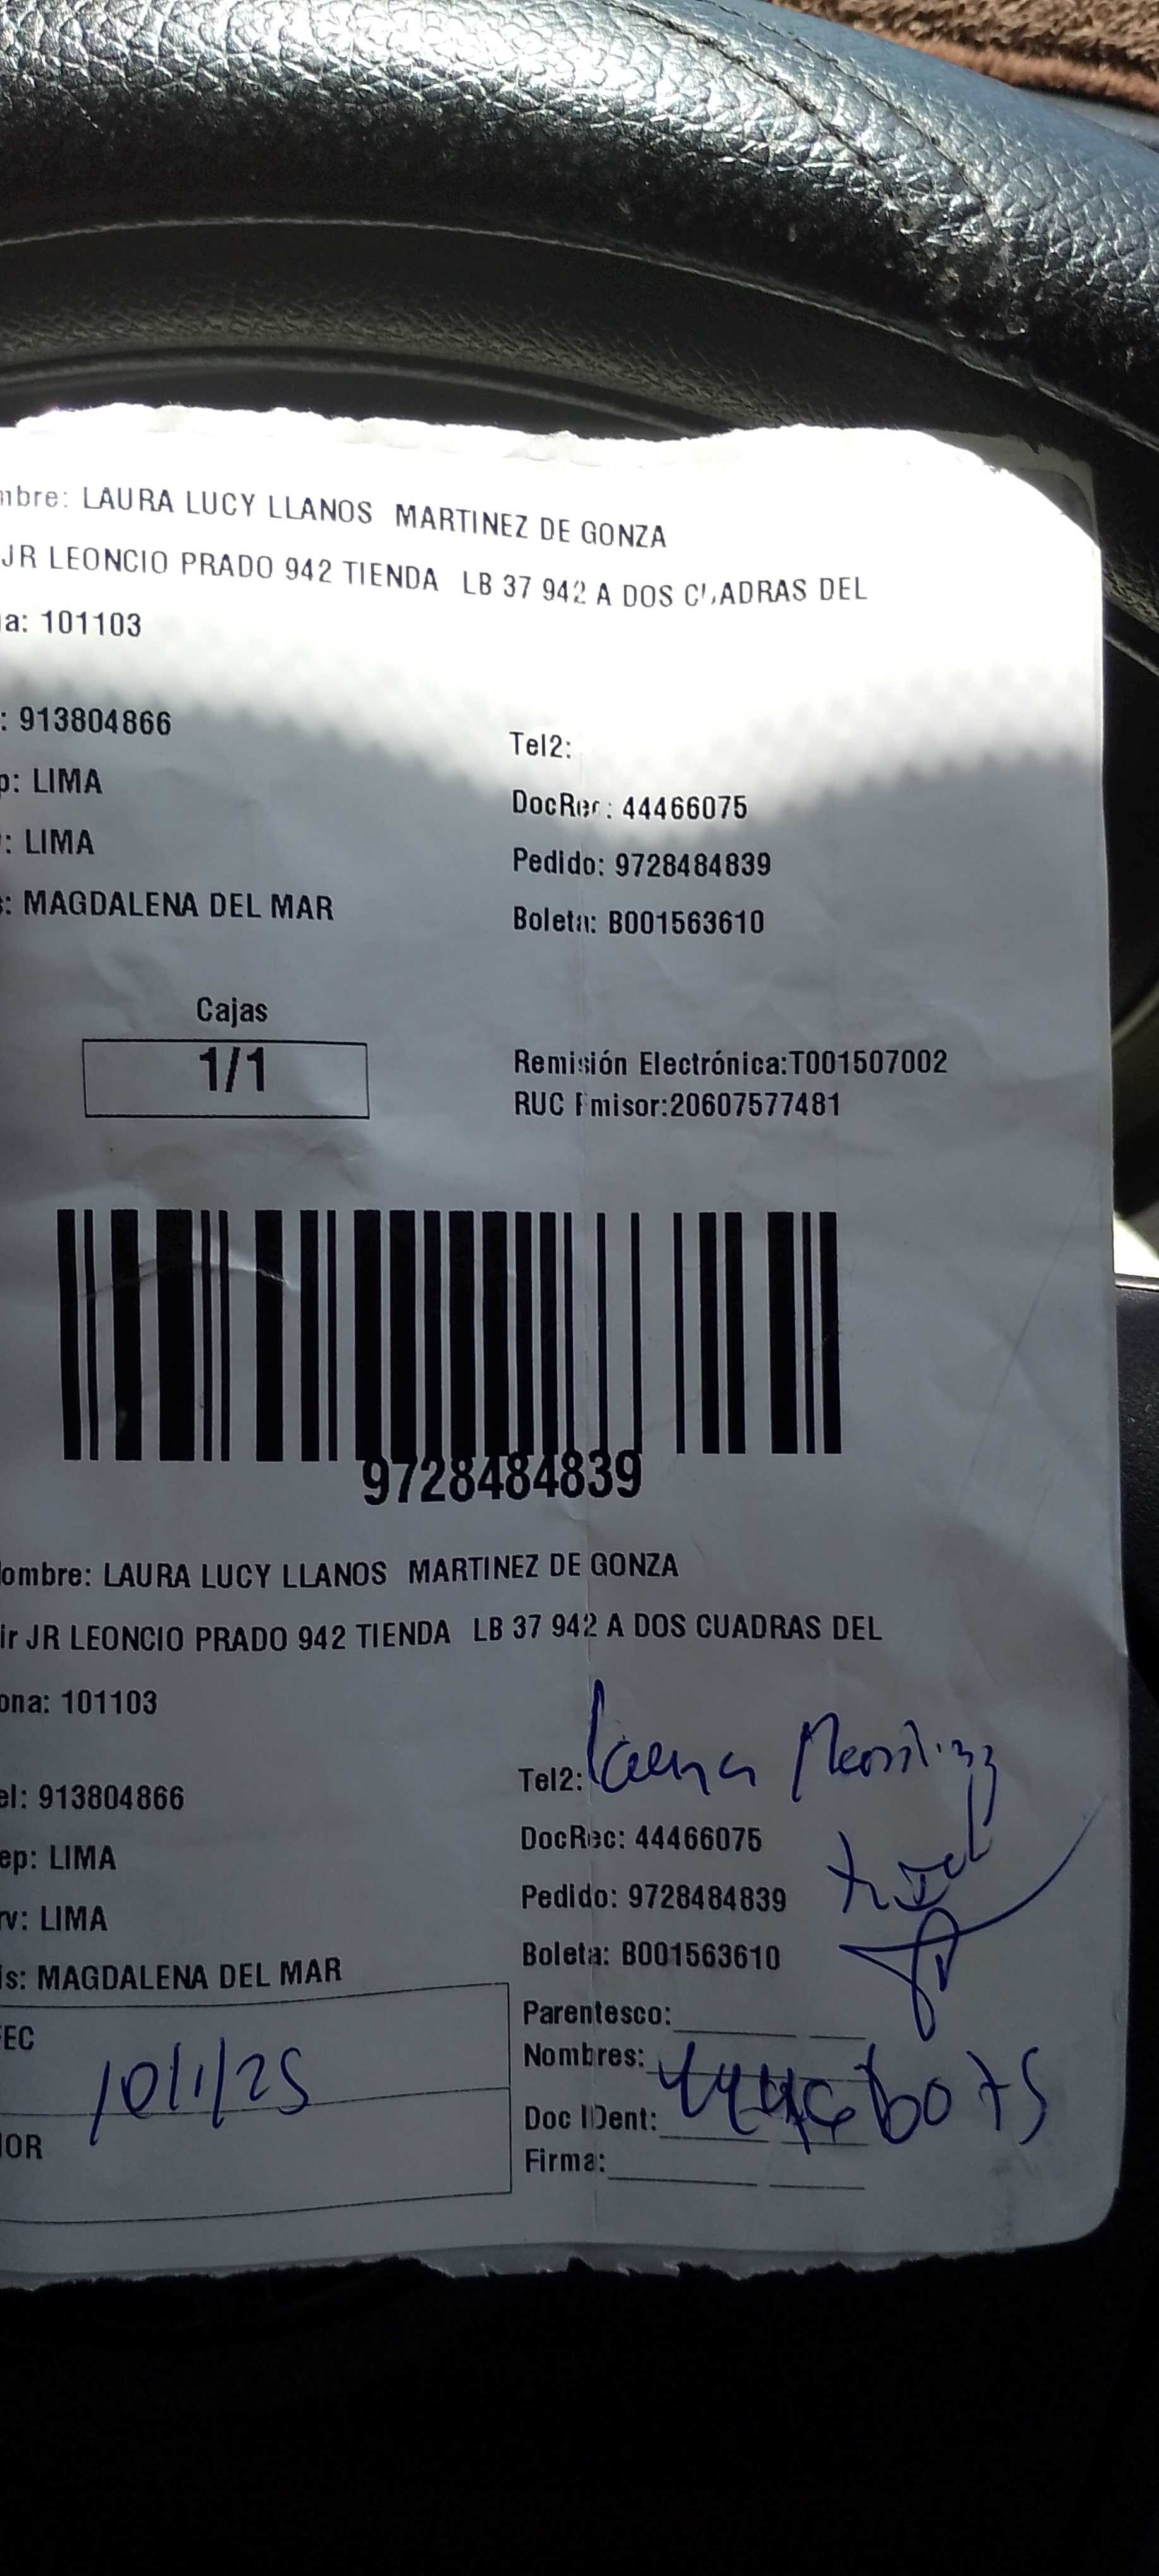 mbre: LAURA LUCY LLANOS MARTINEZ DE GONZA
JR LEONCIO PRADO 942 TIENDA LB 37 942 A DOS CUADRAS DEL
a: 101103
: 913804866
Tel2:
p: LIMA
DocRec: 44466075
: LIMA
Pedido: 9728484839
s: MAGDALENA DEL MAR
Boleta: B001563610
Cajas
1/1
Remisión Electrónica:T001507002
RUC Emisor:20607577481
9728484839
ombre: LAURA LUCY LLANOS MARTINEZ DE GONZA
ir JR LEONCIO PRADO 942 TIENDA LB 37 942 A DOS CUADRAS DEL
ona: 101103
el: 913804866
Tel2:
ep: LIMA
DocRec: 44466075
rv: LIMA
Pedido: 9728484839
is: MAGDALENA DEL MAR
Boleta: B001563610
EC
10/1/25
Parentesco:
Nombres:
Doc IDent: 44466075
IOR
Firma: